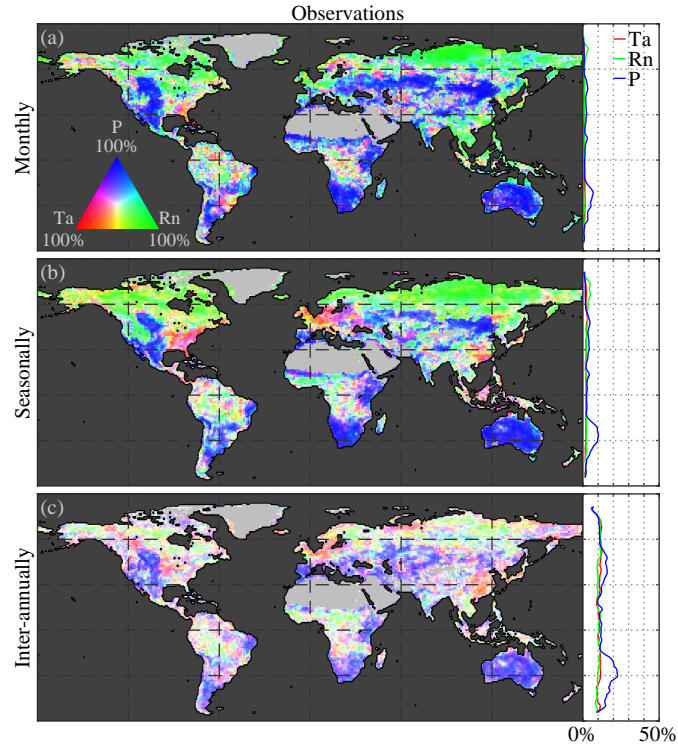 Observations
(a)
Monthly
P
100%
Ta
Rn
100%
100%
Ta
Rn
P
(b)
Seasonally
(c)
Inter-annually
0%
50%